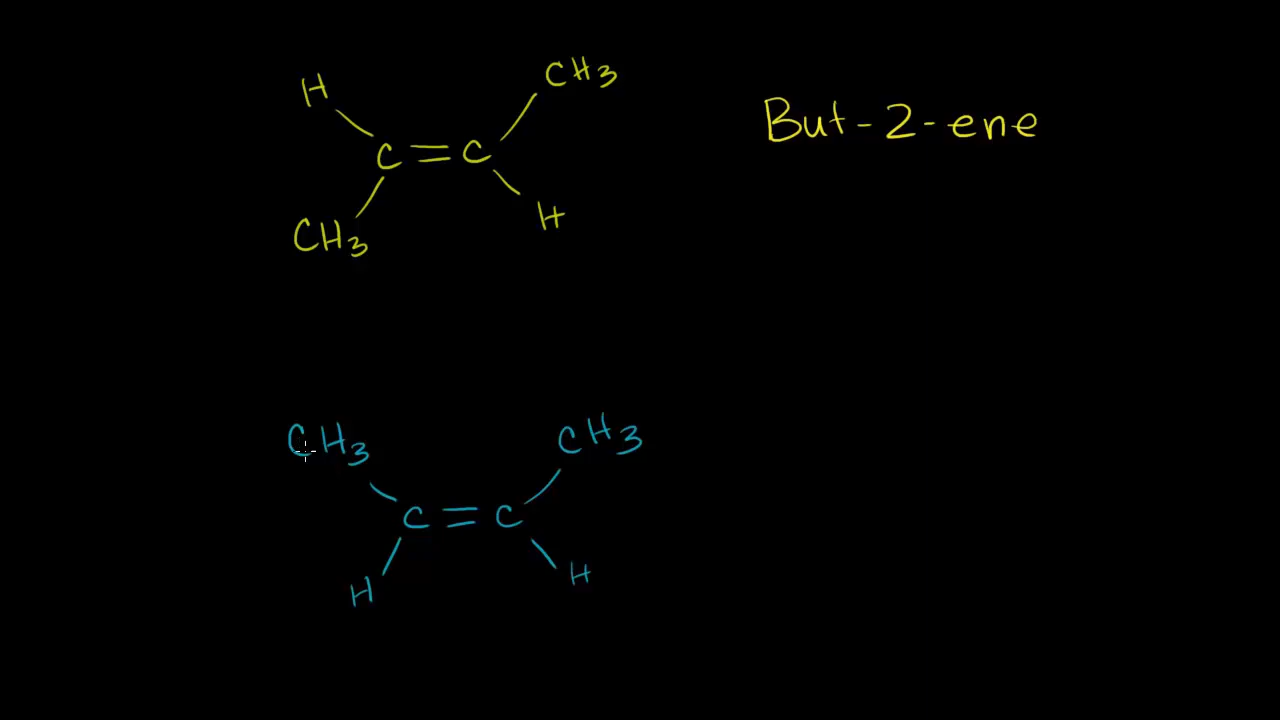 H CH3
But-2-ene
C=C
CH3 H
CH3 CH3
C=C
H H